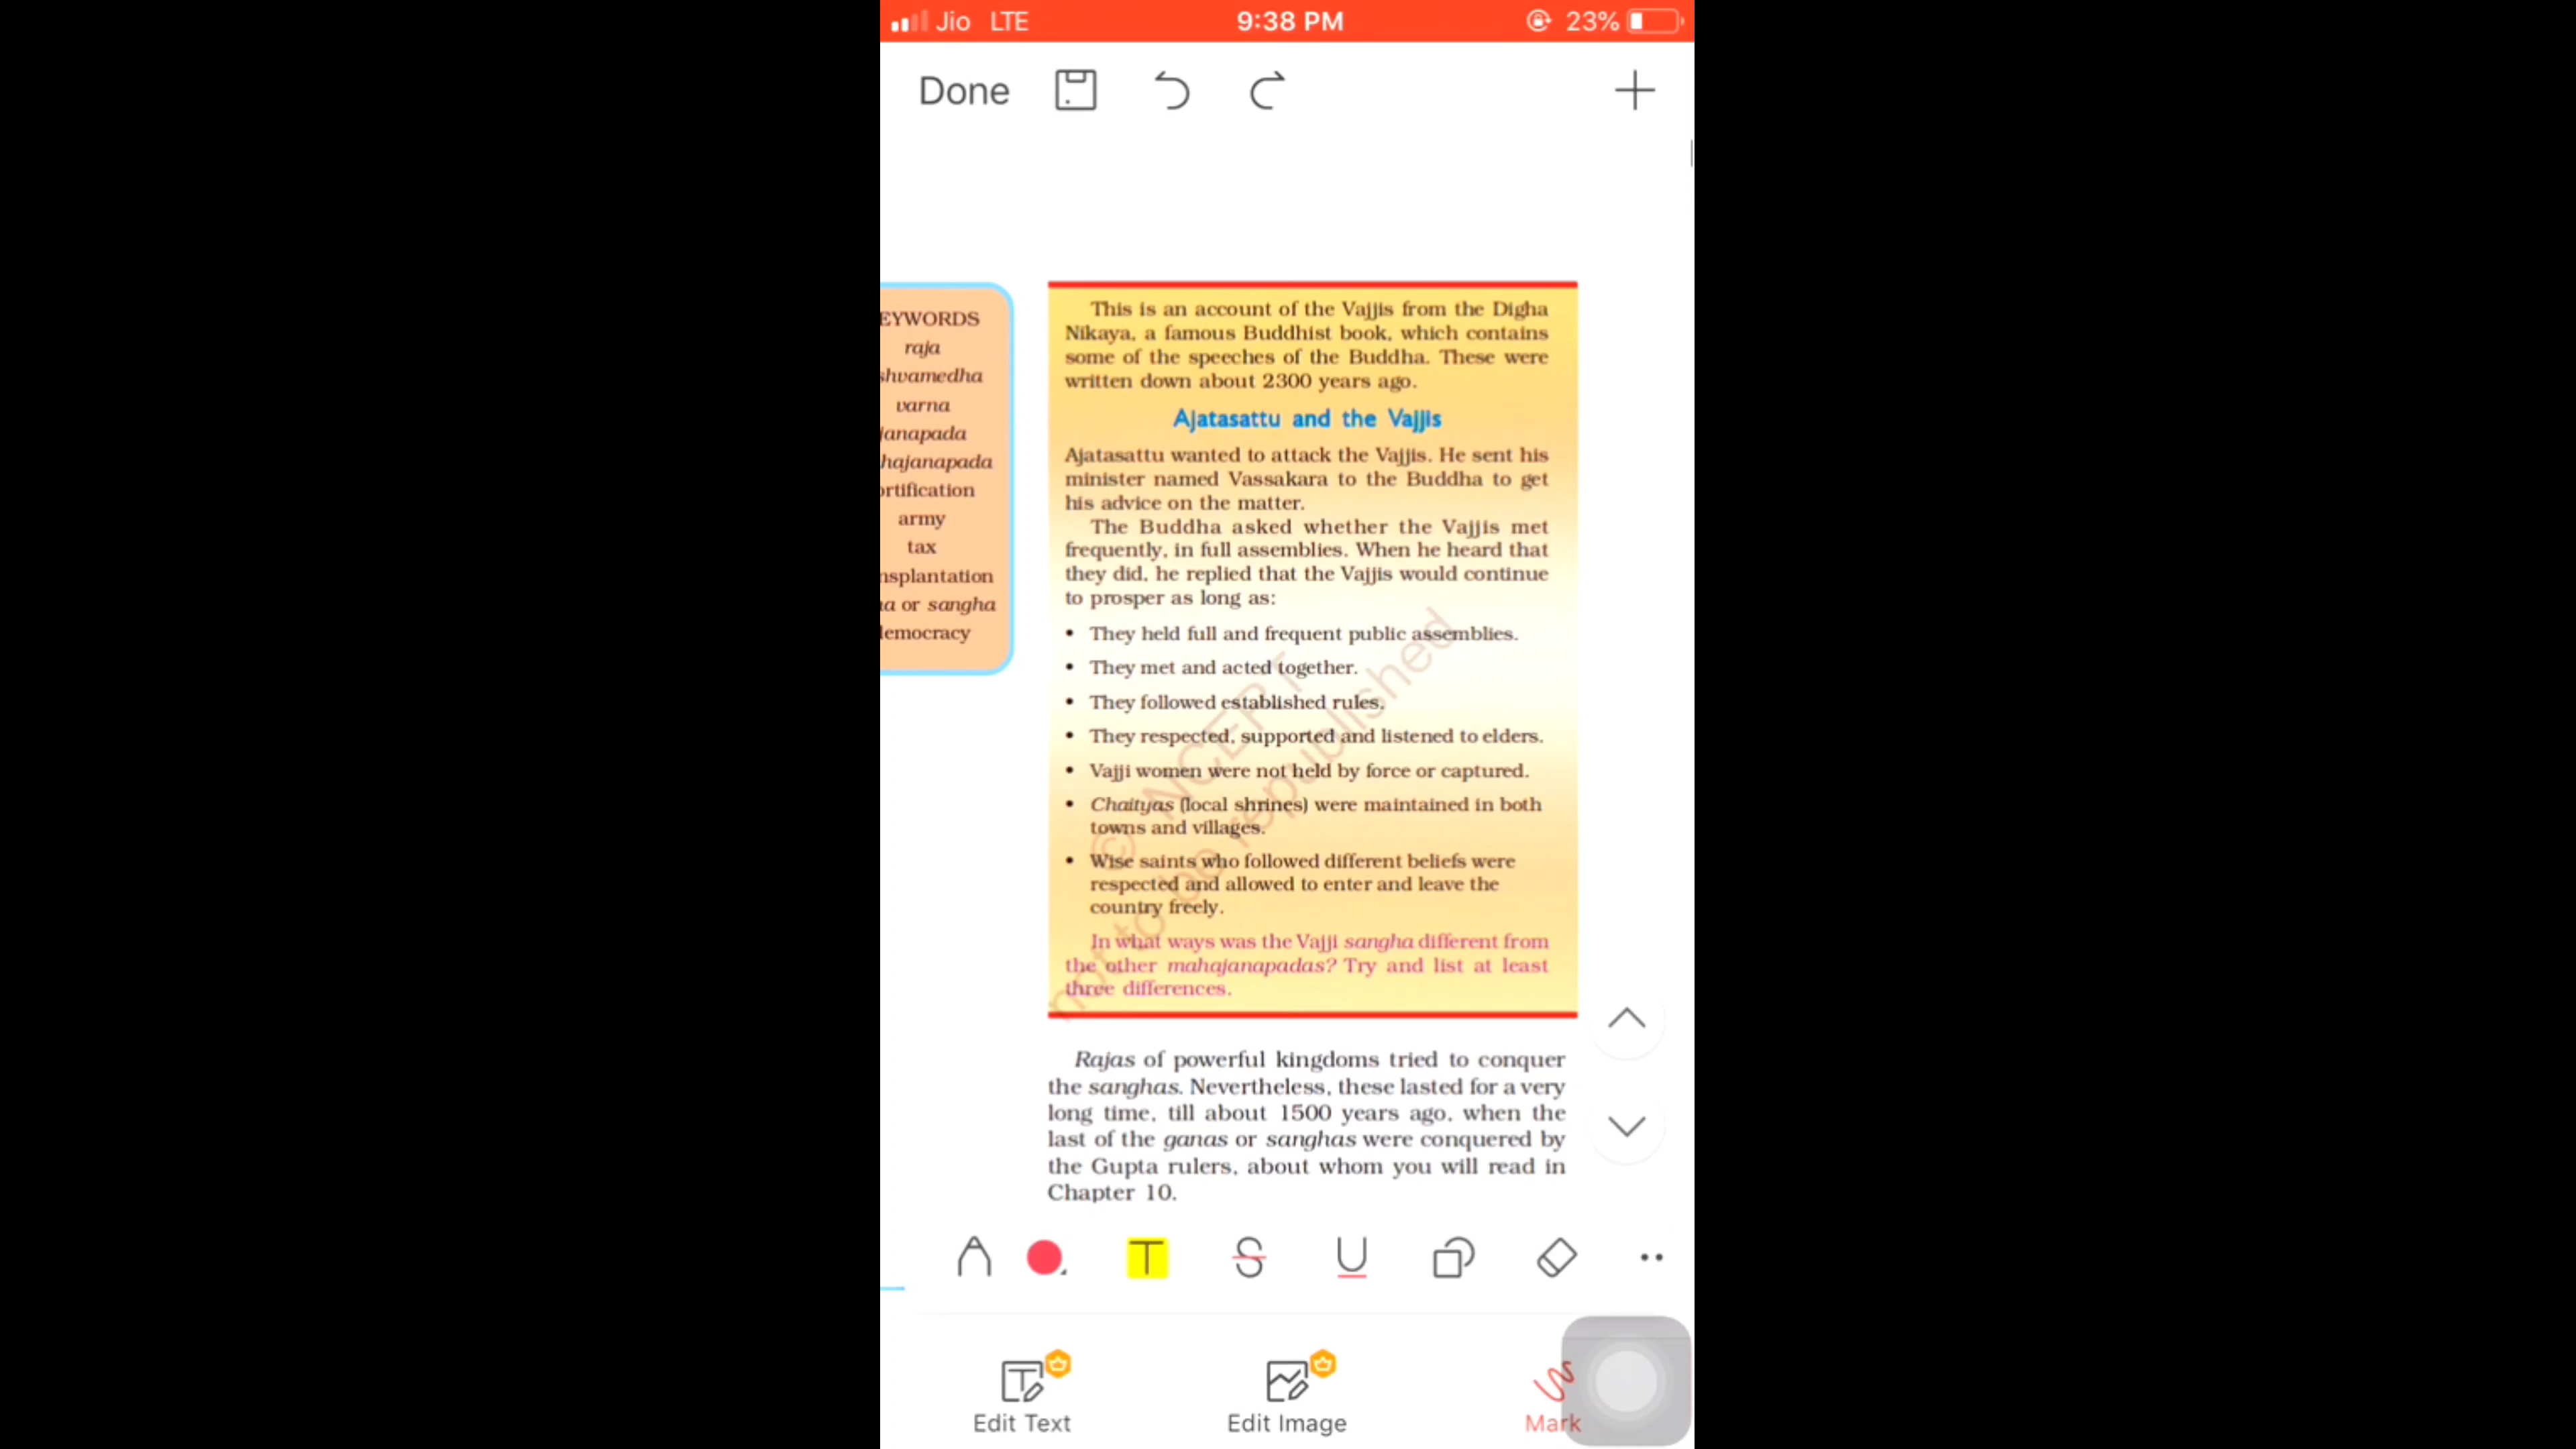 Jio LTE 9:38 PM 23%
Done
EYWORDS
raja
shvamedha
varna
janapada
hajanapada
ortification
army
tax
nsplantation
na or sangha
democracy
This is an account of the Vajjis from the Digha
Nikaya, a famous Buddhist book, which contains
some of the speeches of the Buddha. These were
written down about 2300 years ago.
Ajatasattu and the Vajjis
Ajatasattu wanted to attack the Vajjis. He sent his
minister named Vassakara to the Buddha to get
his advice on the matter.
The Buddha asked whether the Vajjis met
frequently, in full assemblies. When he heard that
they did, he replied that the Vajjis would continue
to prosper as long as:
• They held full and frequent public assemblies.
• They met and acted together.
• They followed established rules.
• They respected, supported and listened to elders.
• Vajji women were not held by force or captured.
• Chaityas (local shrines) were maintained in both
towns and villages.
• Wise saints who followed different beliefs were
respected and allowed to enter and leave the
country freely.
In what ways was the Vajji sangha different from
the other mahajanapadas? Try and list at least
three differences.
© NCERT
not to be republished
Rajas of powerful kingdoms tried to conquer
the sanghas. Nevertheless, these lasted for a very
long time, till about 1500 years ago, when the
last of the ganas or sanghas were conquered by
the Gupta rulers, about whom you will read in
Chapter 10.
Edit Text
Edit Image
Mark